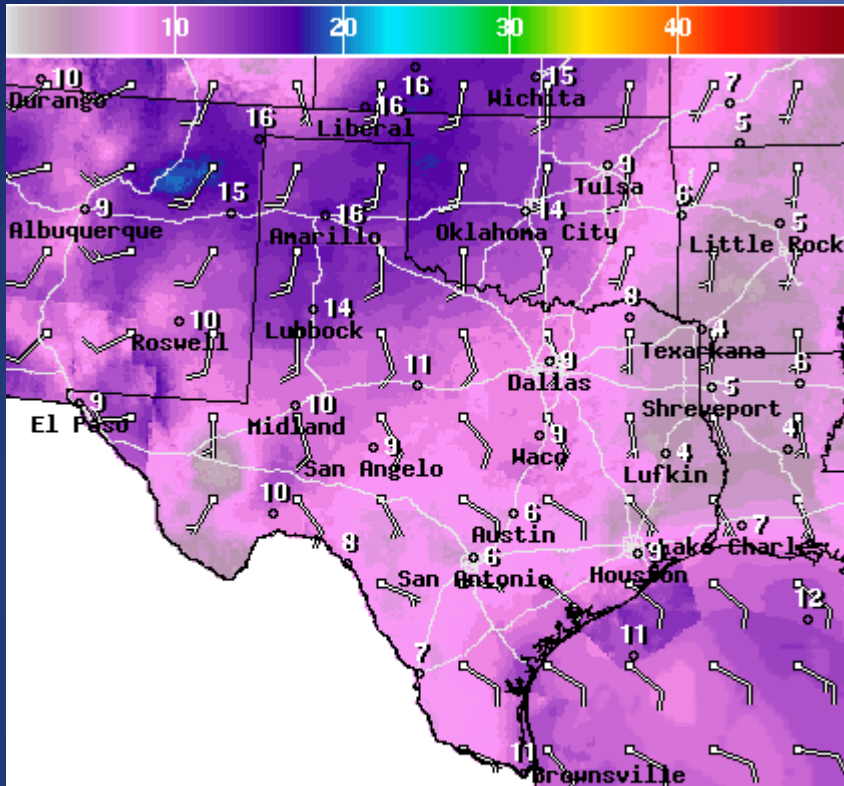 10 20 30 40
10
Durango
16
16
Liberal
15
Wichita
7
5
16
9
Albuquerque
15
16
Amarillo
14
Oklahoma City
9
Tulsa
6
5
Little Rock
10
Roswell
14
Lubbock
8
4
Texarkana
11
9
Dallas
5
Shreveport
6
9
El Paso
10
Midland
9
San Angelo
9
Waco
4
Lufkin
4
10
8
6
Austin
7
Lake Charles
6
San Antonio
9
Houston
12
7
11
11
Brownsville